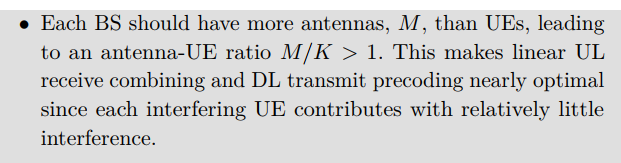 • Each BS should have more antennas, M, than UEs, leading
to an antenna-UE ratio M/K > 1. This makes linear UL
receive combining and DL transmit precoding nearly optimal
since each interfering UE contributes with relatively little
interference.